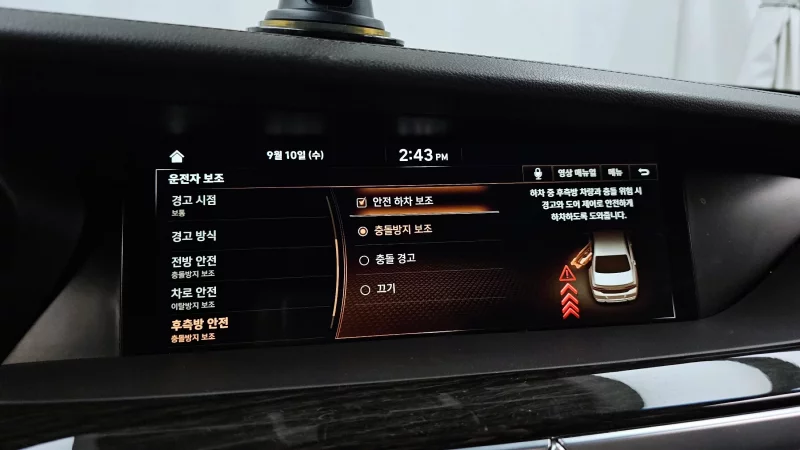 9월 10일 (수)
2:43 PM
운전자 보조
영상 매뉴얼
메뉴
경고 시점
보통
경고 방식
전방 안전
충돌방지 보조
차로 안전
이탈방지 보조
후측방 안전
충돌방지 보조
안전 하차 보조
충돌방지 보조
충돌 경고
끄기
하차 중 후측방 차량과 충돌 위험 시
경고와 도어 제어로 안전하게
하차하도록 도와줍니다.